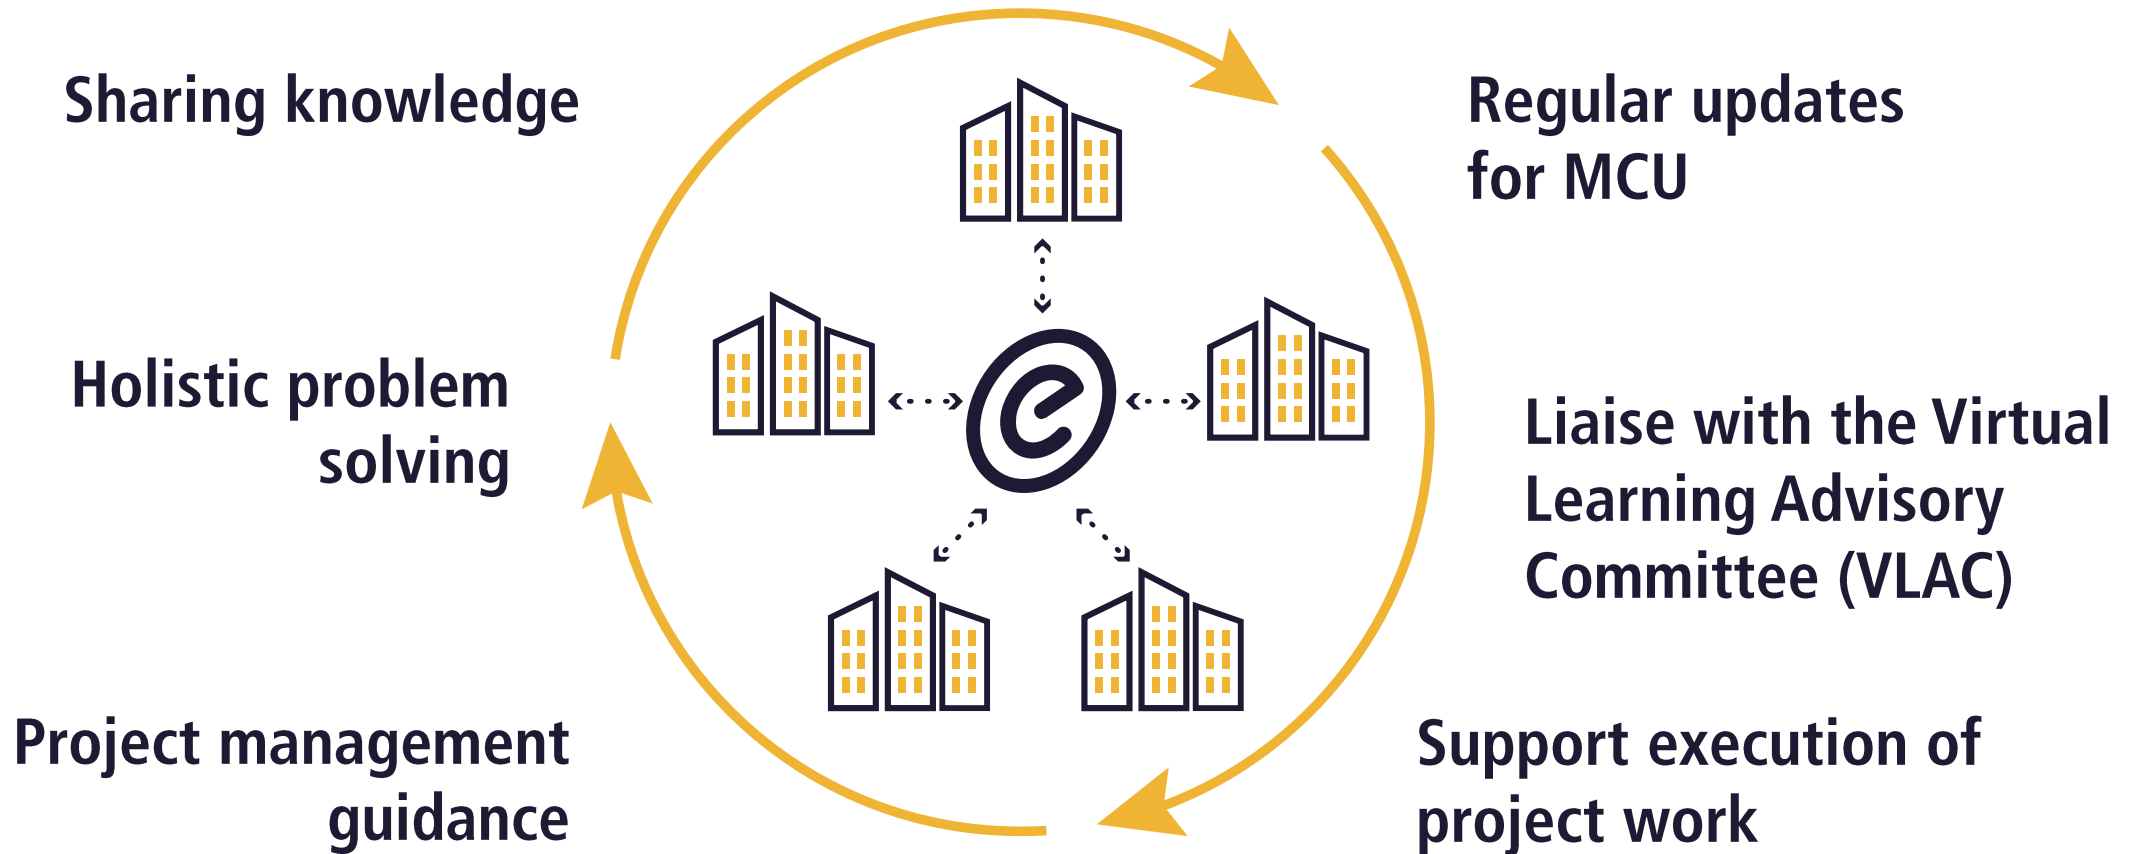 Sharing knowledge
Holistic problem
solving
Project management
guidance
Regular updates
for MCU
Liaise with the Virtual
Learning Advisory
Committee (VLAC)
Support execution of
project work
e